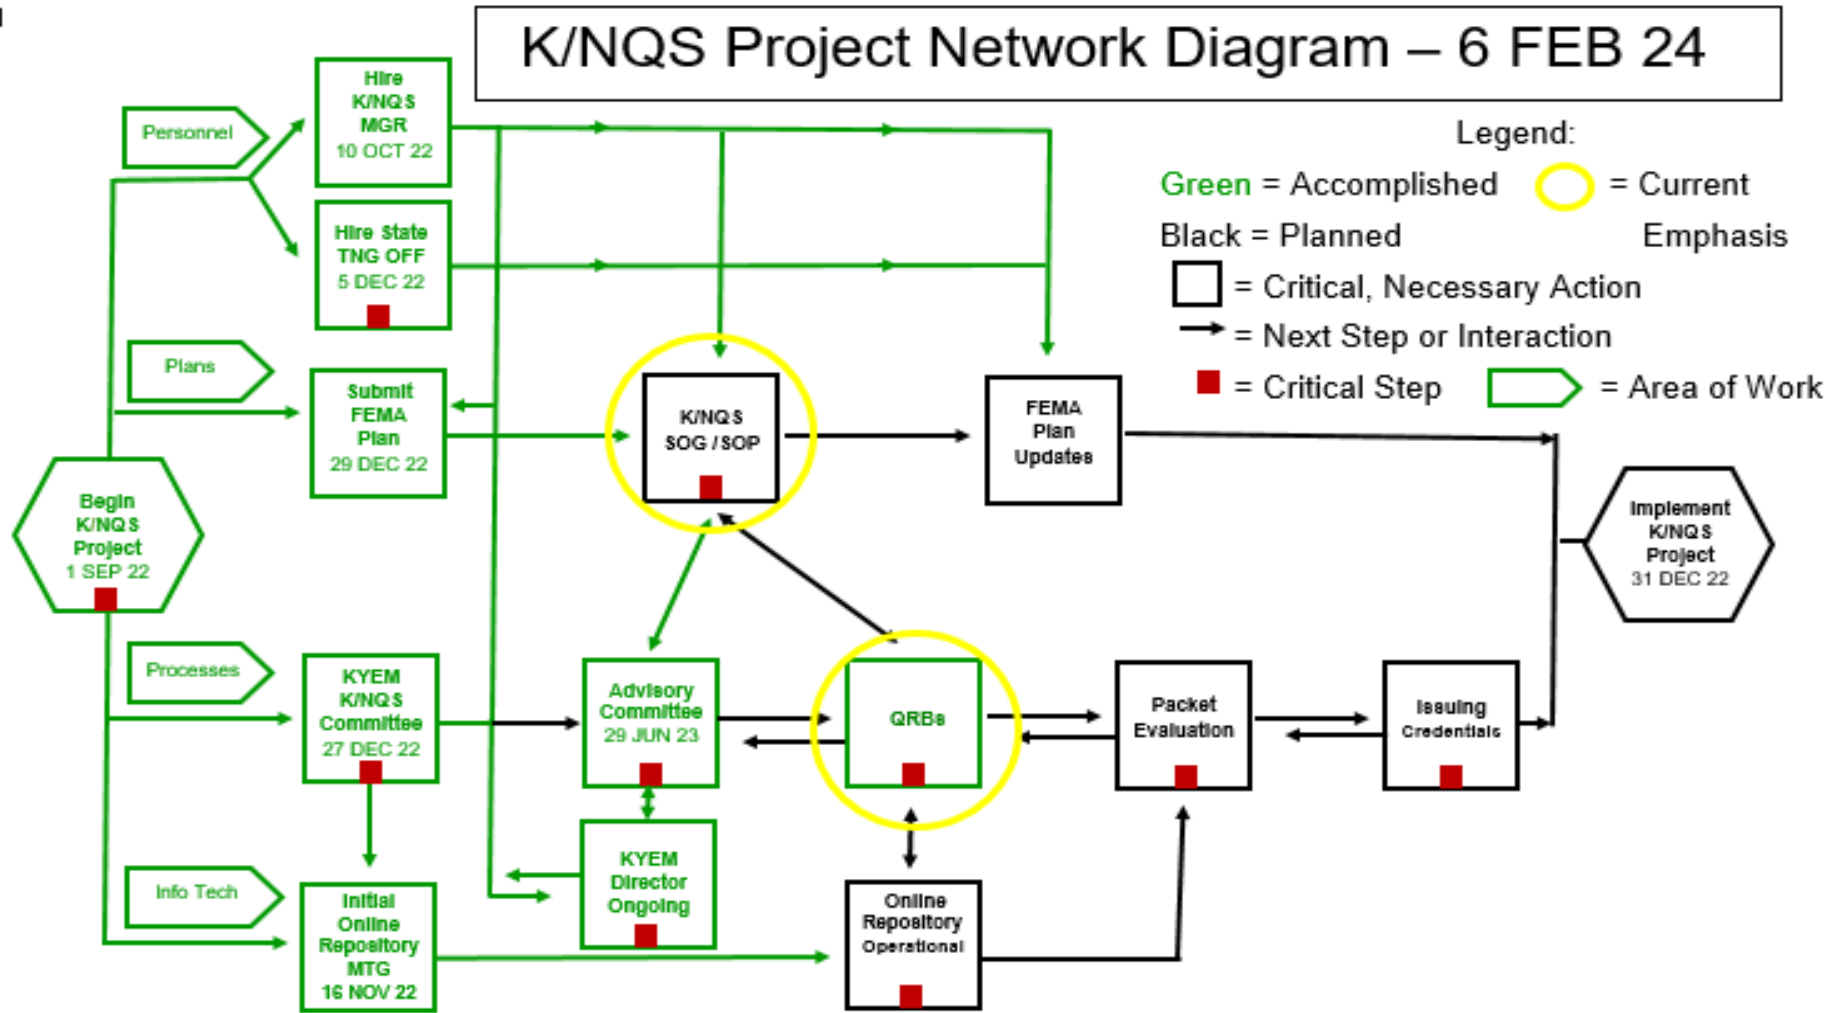 K/NQS Project Network Diagram – 6 FEB 24
Legend:
Green = Accomplished
= Current
Emphasis
Black = Planned
= Critical, Necessary Action
= Next Step or Interaction
= Critical Step
= Area of Work
Personnel
Hire
K/NQS
MGR
10 OCT 22
Hire State
TNG OFF
5 DEC 22
Plans
Submit
FEMA
Plan
29 DEC 22
K/NQS
SOG / SOP
FEMA
Plan
Updates
Begin
K/NQS
Project
1 SEP 22
Implement
K/NQS
Project
31 DEC 22
Processes
KYEM
K/NQS
Committee
27 DEC 22
Advisory
Committee
29 JUN 23
QRBs
Packet
Evaluation
Issuing
Credentials
Info Tech
Initial
Online
Repository
MTG
16 NOV 22
KYEM
Director
Ongoing
Online
Repository
Operational